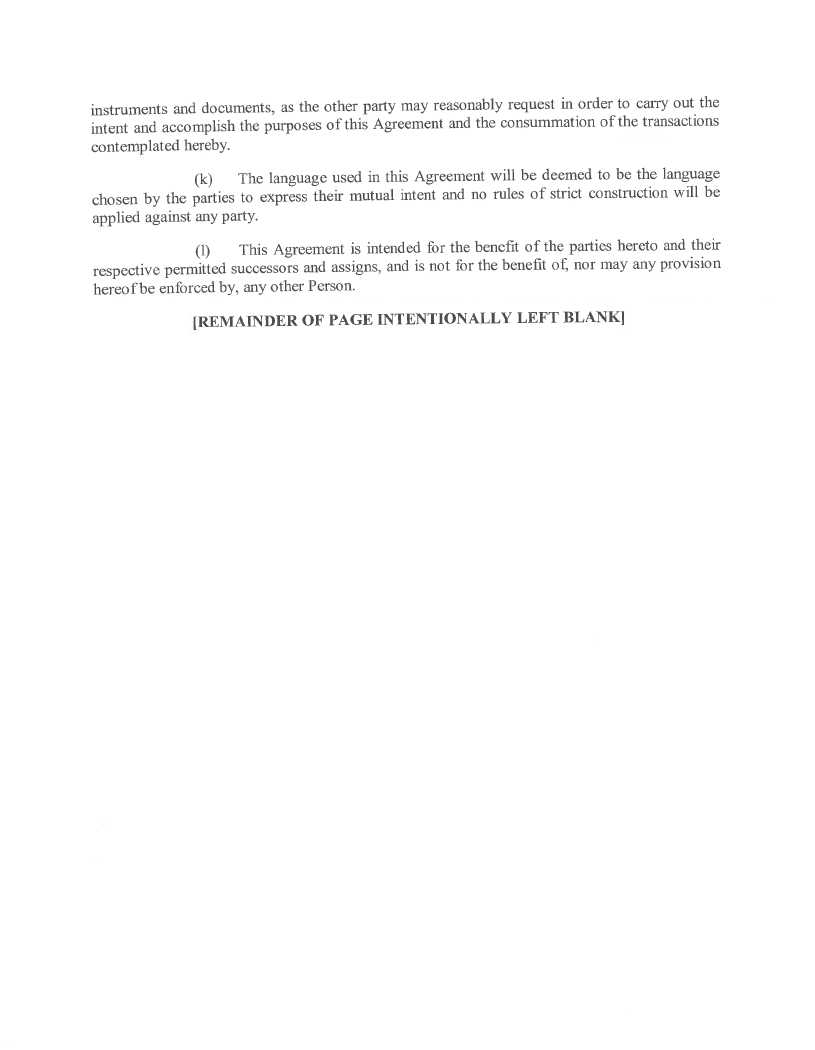 instruments and documents, as the other party may reasonably request in order to carry out the
intent and accomplish the purposes of this Agreement and the consummation of the transactions
contemplated hereby.
(k) The language used in this Agreement will be deemed to be the language
chosen by the parties to express their mutual intent and no rules of strict construction will be
applied against any party.
(l) This Agreement is intended for the benefit of the parties hereto and their
respective permitted successors and assigns, and is not for the benefit of, nor may any provision
hereof be enforced by, any other Person.
[REMAINDER OF PAGE INTENTIONALLY LEFT BLANK]